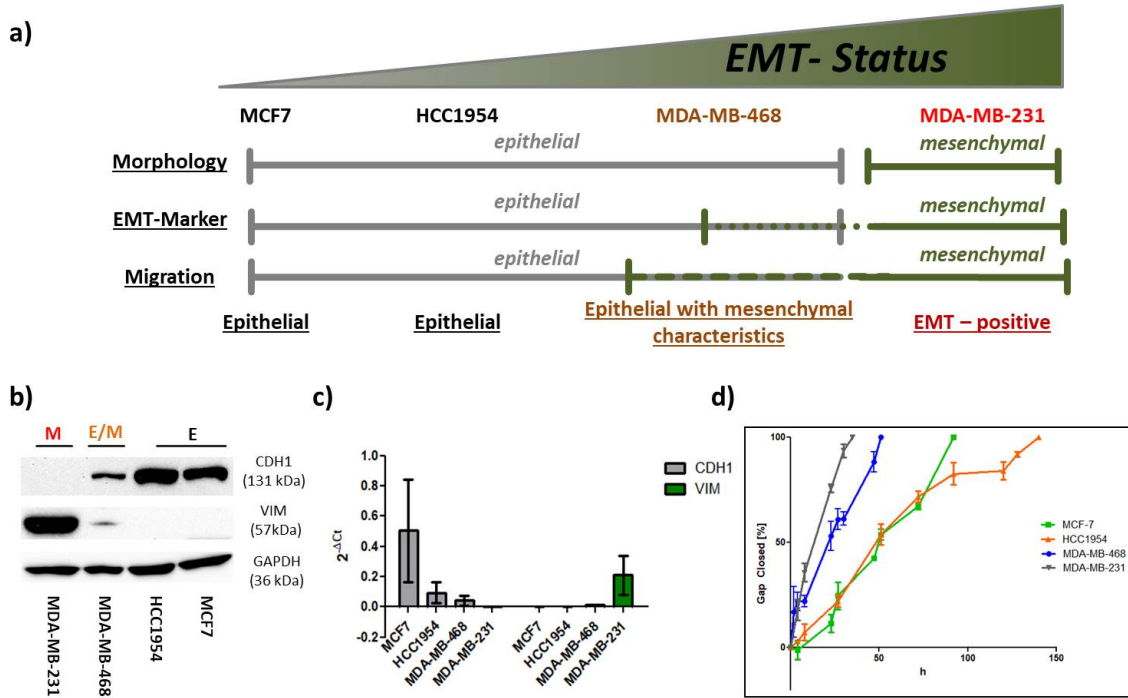 a)
EMT- Status
MCF7 HCC1954 MDA-MB-468 MDA-MB-231
epithelial mesenchymal
Morphology
epithelial mesenchymal
EMT-Marker
epithelial mesenchymal
Migration
Epithelial Epithelial Epithelial with mesenchymal characteristics EMT – positive
b)
M E/M E
CDH1
(131 kDa)
VIM
(57kDa)
GAPDH
(36 kDa)
MDA-MB-231
MDA-MB-468
HCC1954
MCF7
c)
CDH1
VIM
2^-ΔCt
1.0
0.8
0.6
0.4
0.2
0.0
-0.2
MCF7
HCC1954
MDA-MB-468
MDA-MB-231
MCF7
HCC1954
MDA-MB-468
MDA-MB-231
d)
Gap Closed [%]
100
50
0
50 100 150
h
MCF-7
HCC1954
MDA-MB-468
MDA-MB-231